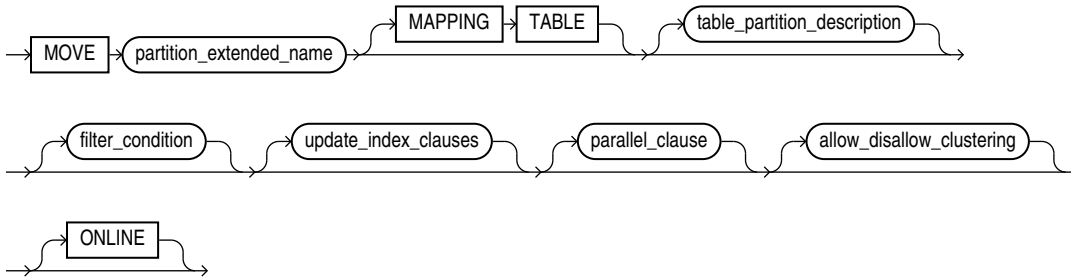 MOVE partition_extended_name MAPPING TABLE table_partition_description
filter_condition update_index_clauses parallel_clause allow_disallow_clustering
ONLINE